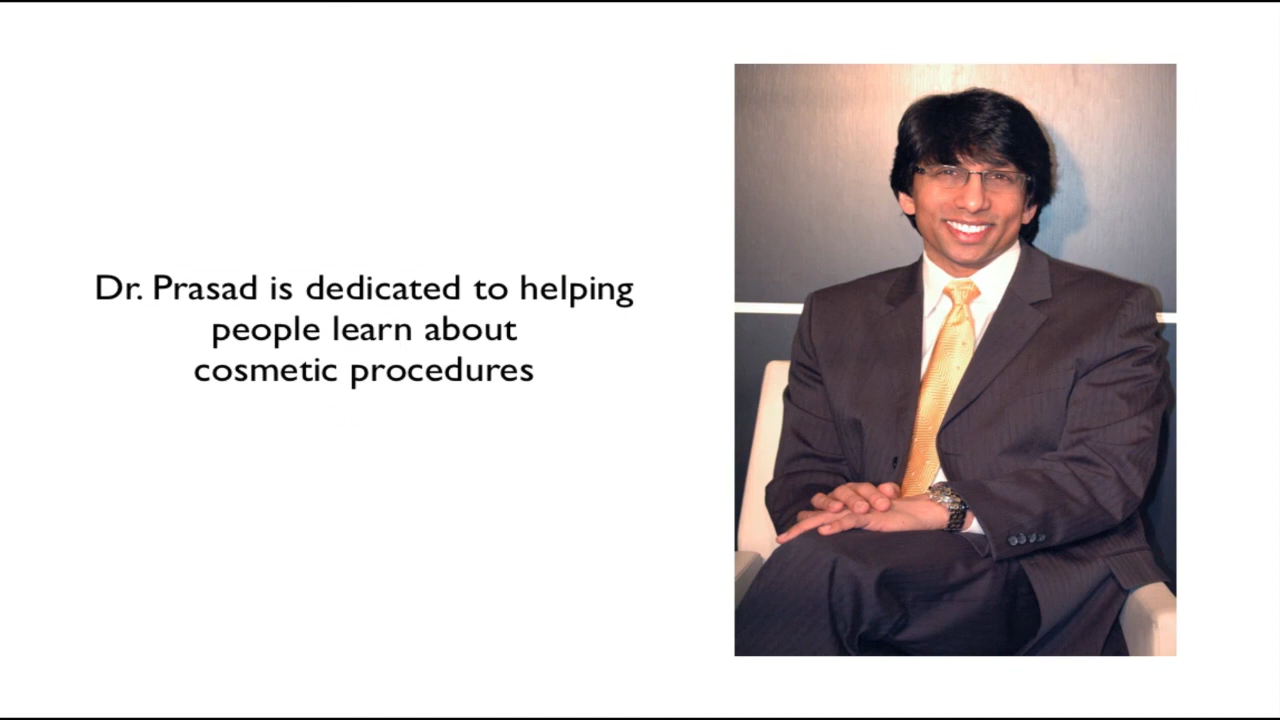 Dr. Prasad is dedicated to helping
people learn about
cosmetic procedures